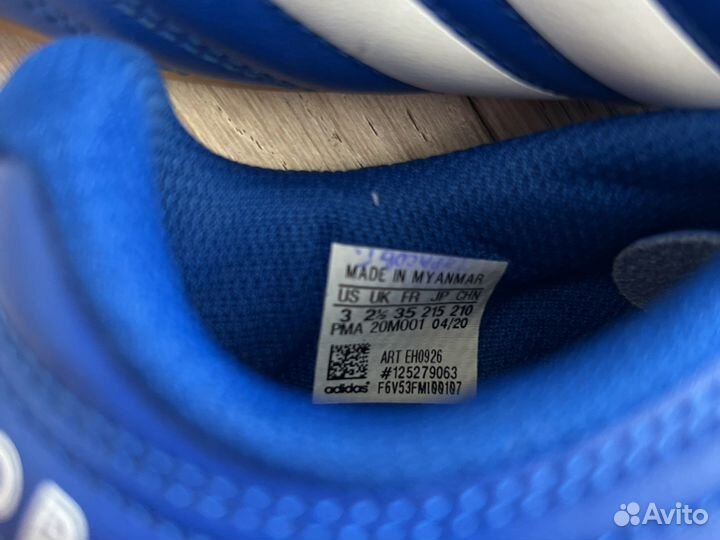 MADE IN MYANMAR
US UK FR JP CHN
3 2½ 35 215 210
PMA 20M001 04/20
ART EH0926
#125279063
adidas F6V53FM100107
Avito